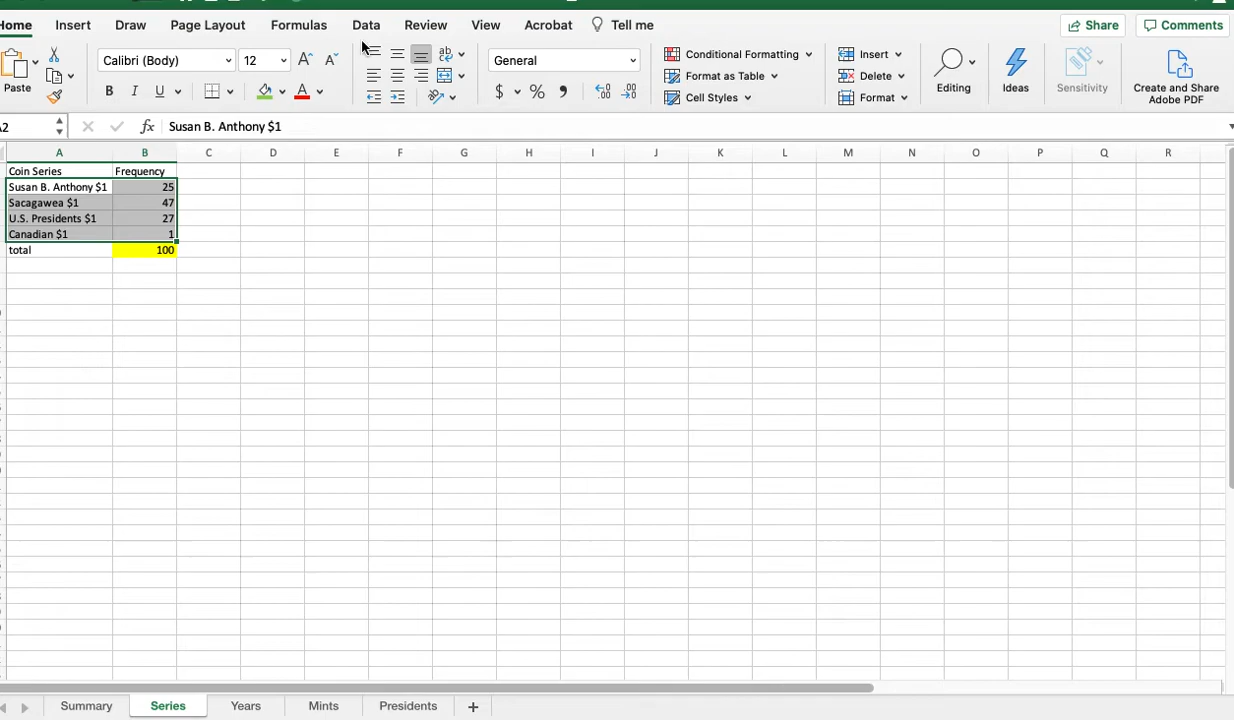 Home Insert Draw Page Layout Formulas Data Review View Acrobat Tell me Share Comments
Paste Calibri (Body) 12 A A ab General Conditional Formatting Insert
B I U A $ % Format as Table Delete Editing Ideas Sensitivity Create and Share Adobe PDF
Cell Styles Format
A2 fx Susan B. Anthony $1
A B C D E F G H I J K L M N O P Q R
Coin Series Frequency
Susan B. Anthony $1 25
Sacagawea $1 47
U.S. Presidents $1 27
Canadian $1 1
total 100
Summary Series Years Mints Presidents +